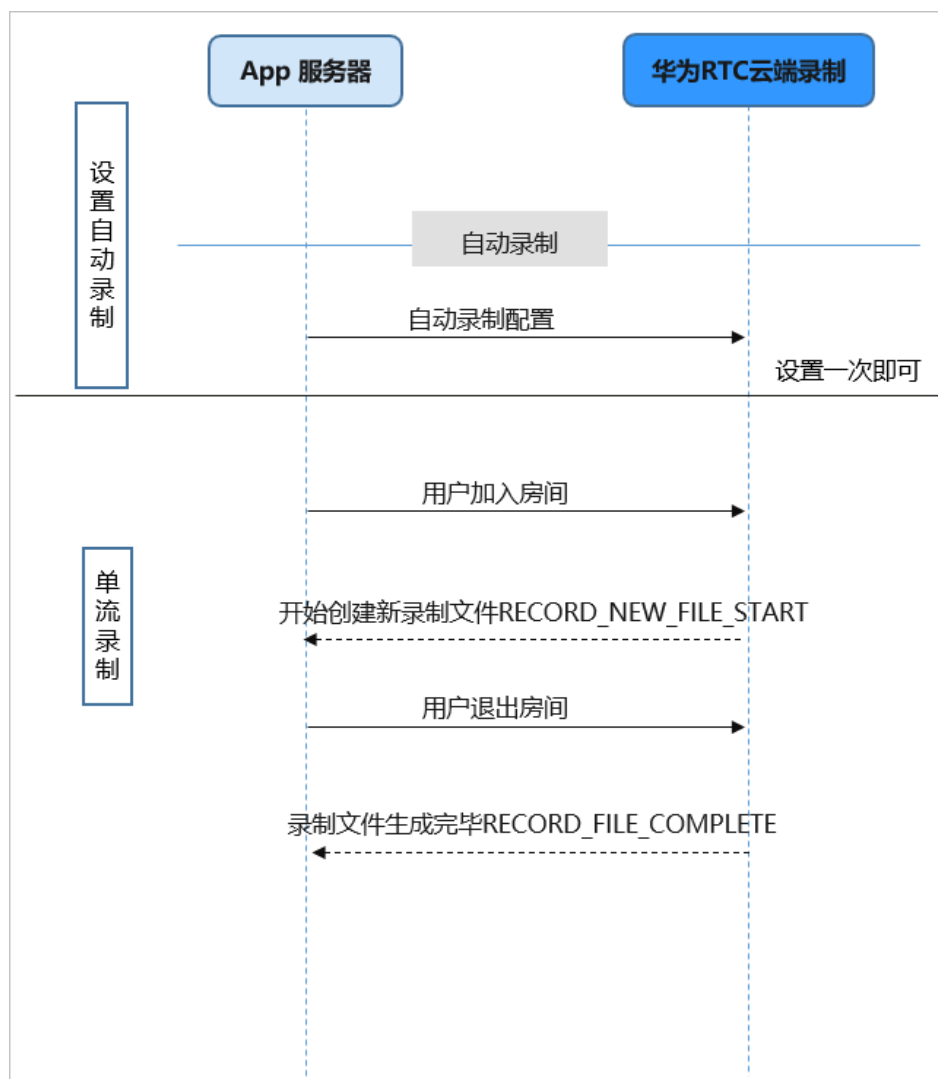 App 服务器
华为RTC云端录制
设置自动录制
自动录制
自动录制配置
设置一次即可
用户加入房间
单流录制
开始创建新录制文件RECORD_NEW_FILE_START
用户退出房间
录制文件生成完毕RECORD_FILE_COMPLETE